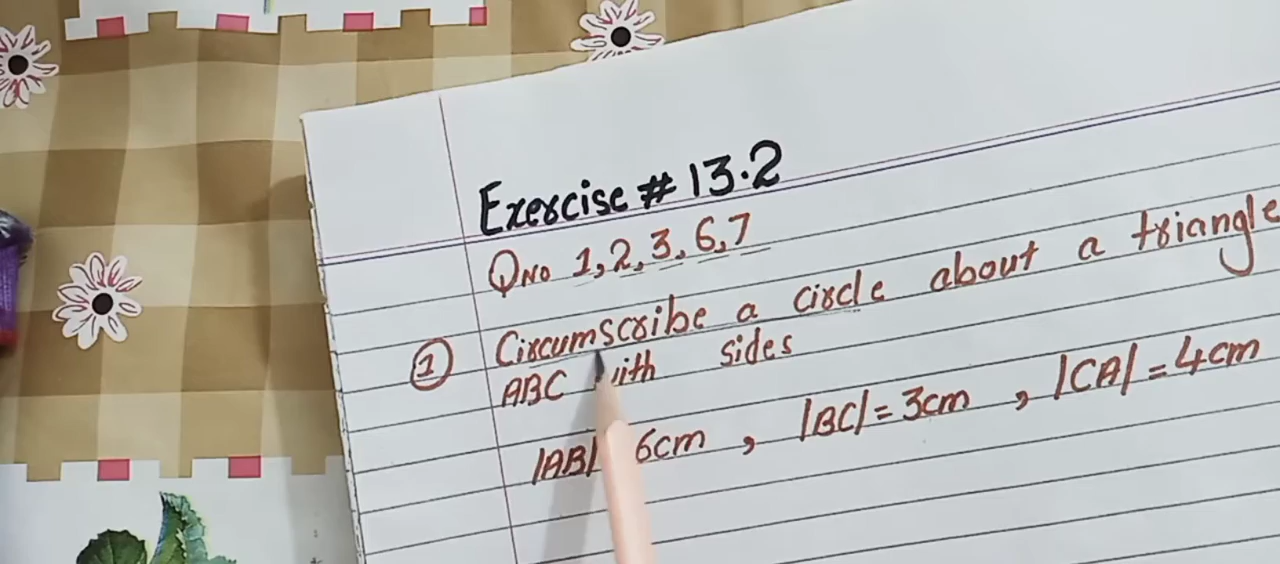 Exercise # 13.2
QNo 1,2,3,6,7
① Circumscribe a circle about a triangle
ABC with sides
|AB| 6cm , |BC| = 3cm , |CA| = 4cm